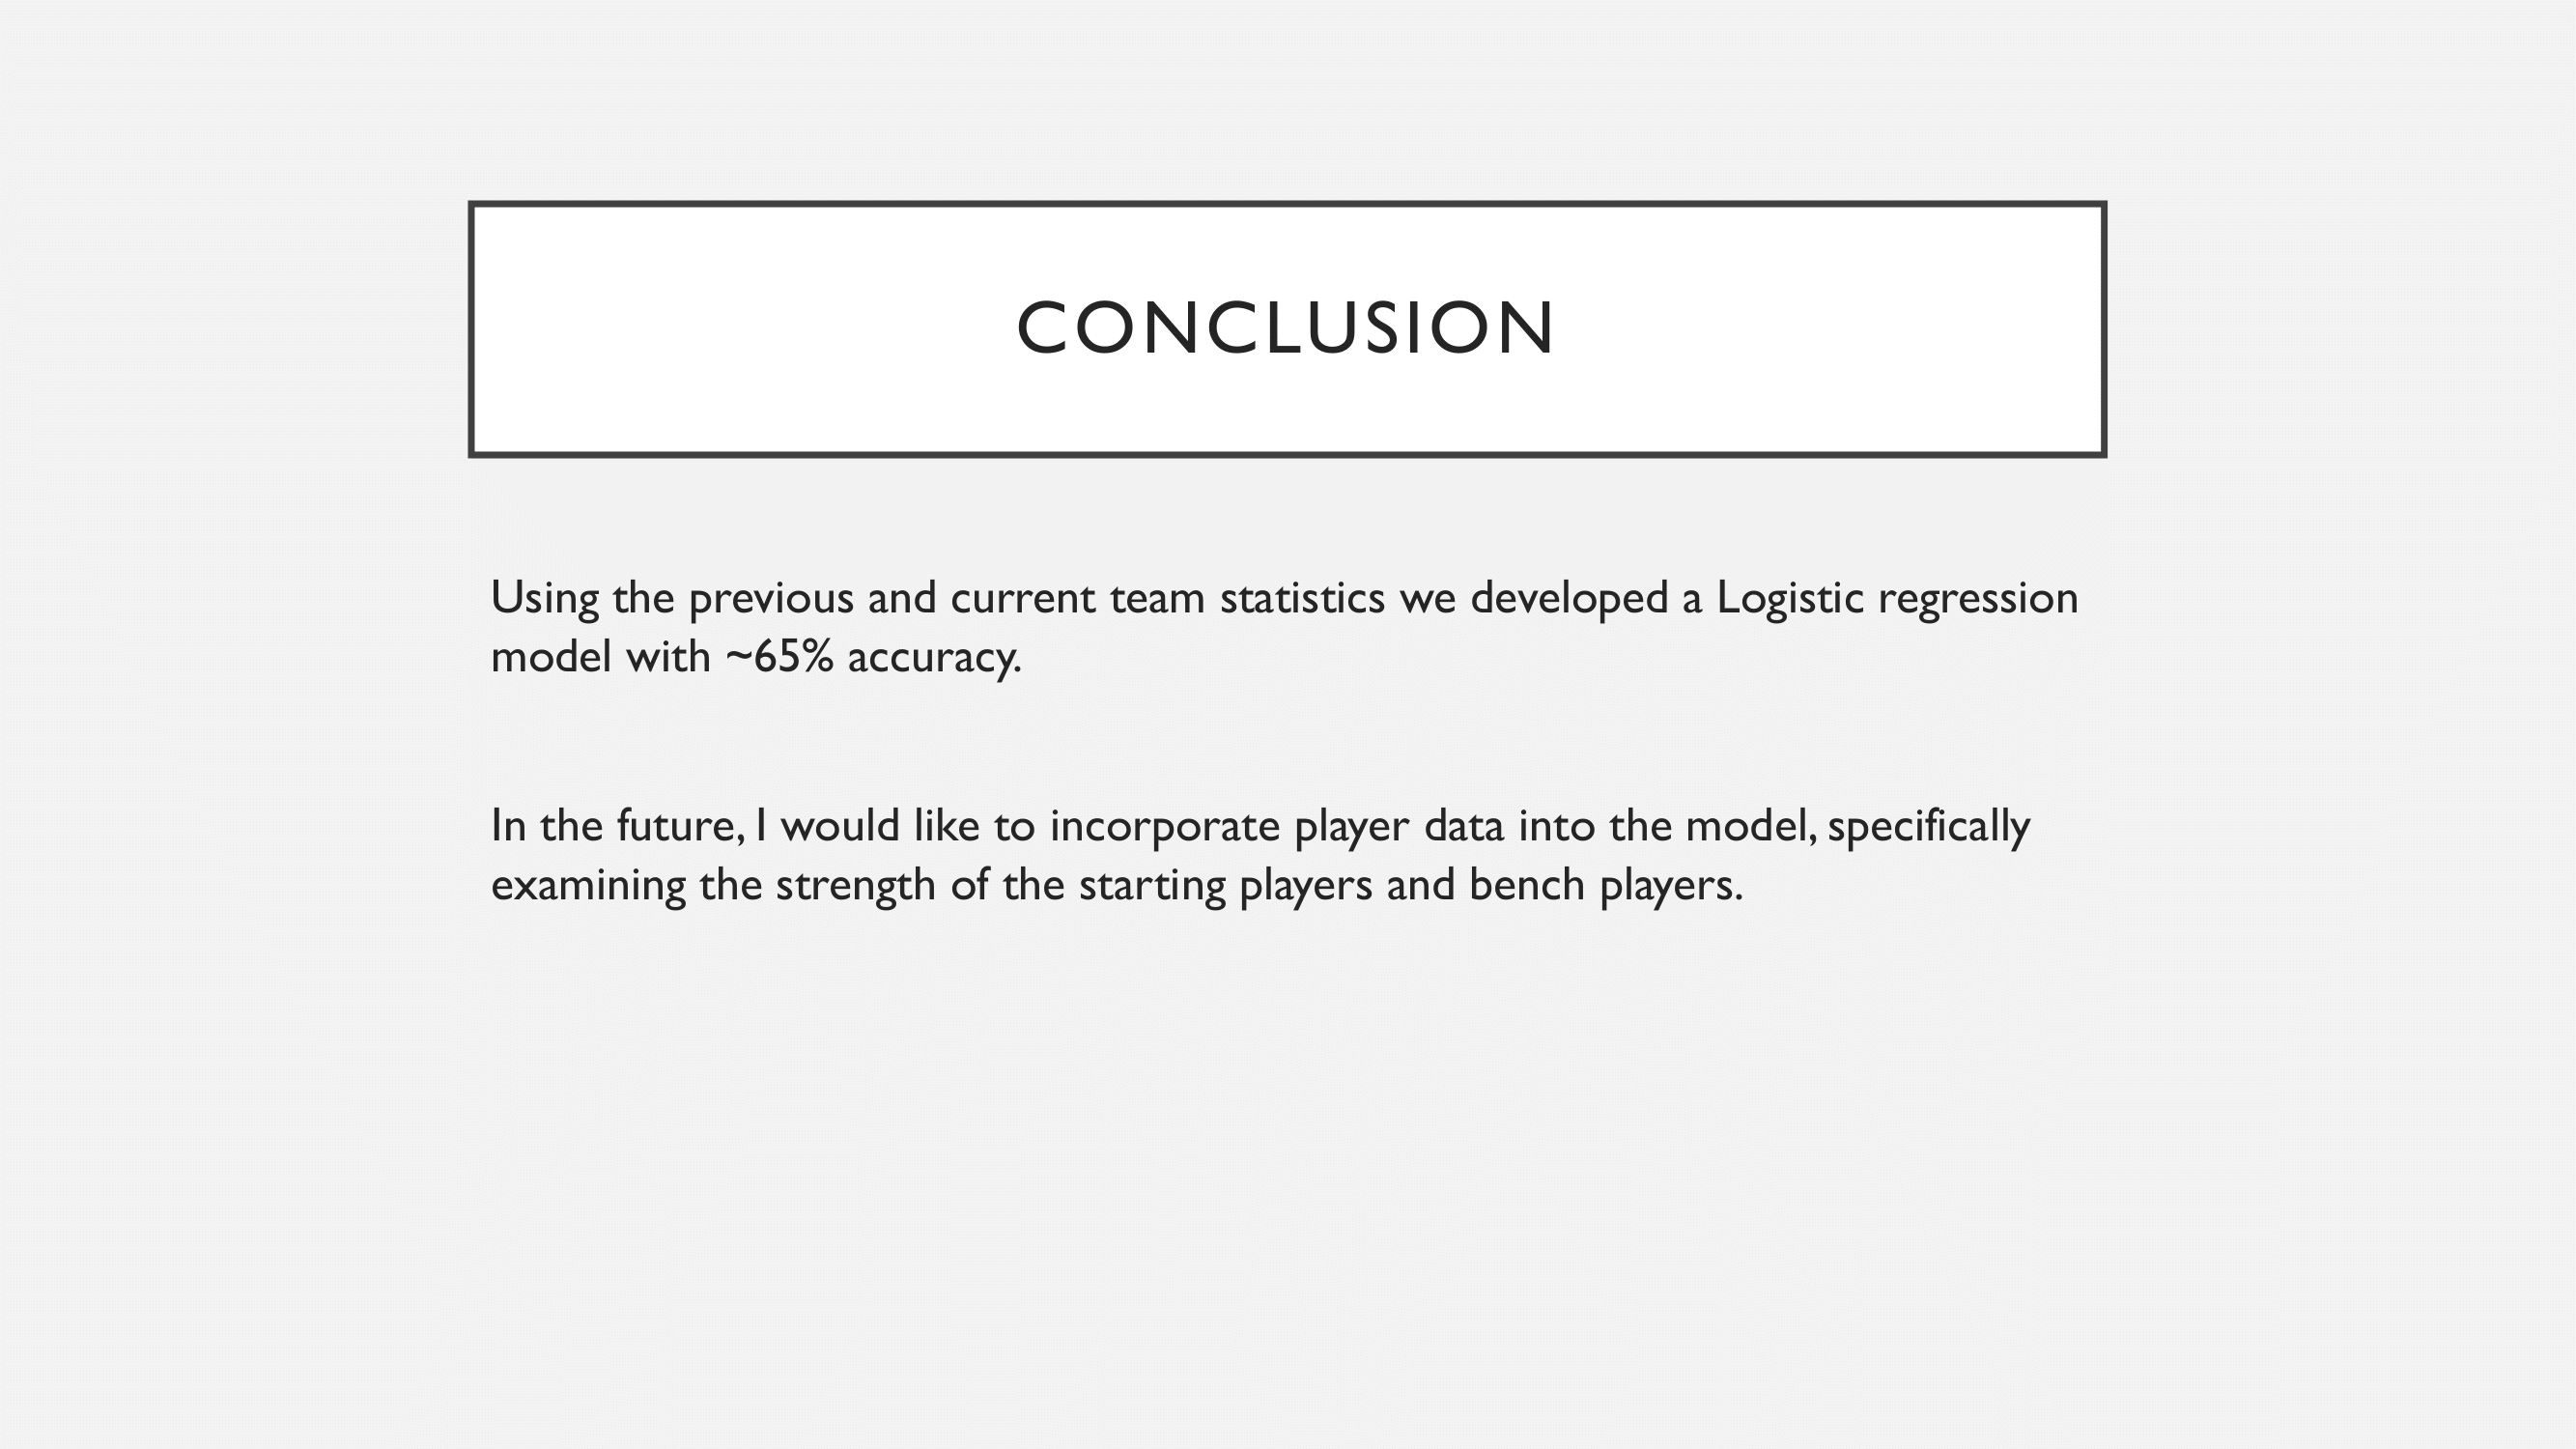 CONCLUSION
Using the previous and current team statistics we developed a Logistic regression
model with ~65% accuracy.
In the future, I would like to incorporate player data into the model, specifically
examining the strength of the starting players and bench players.